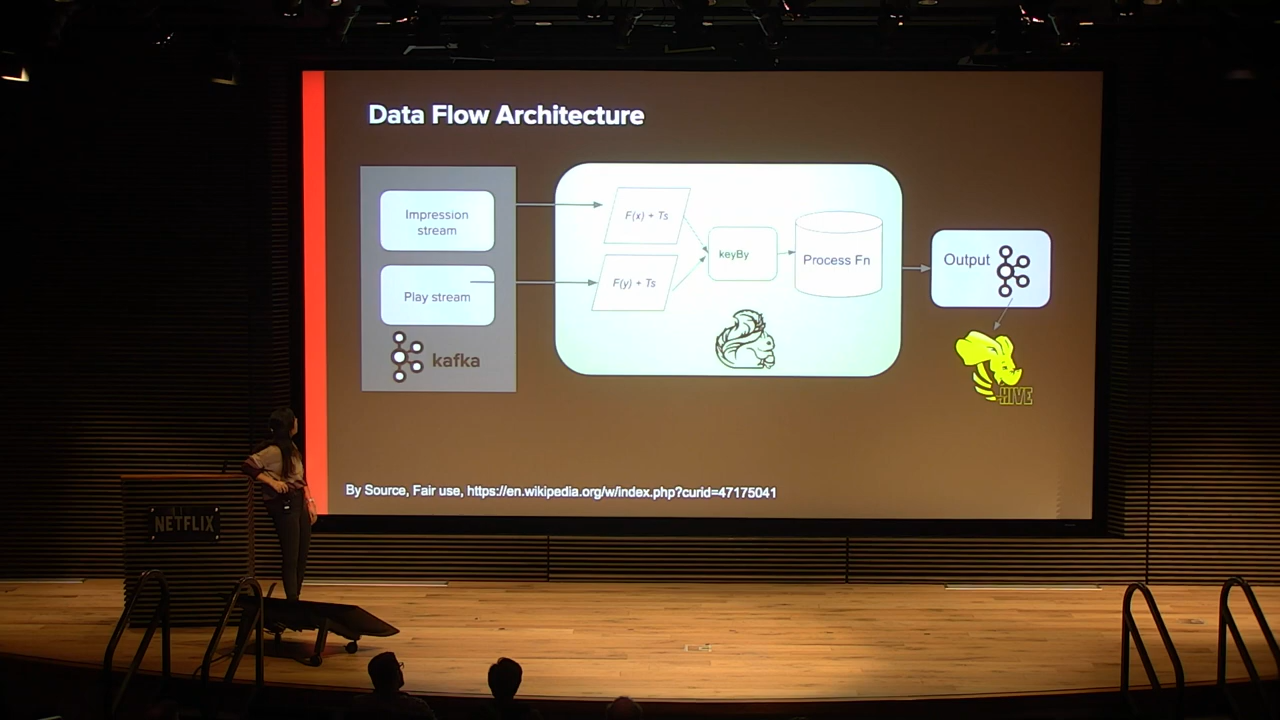 Data Flow Architecture
Impression
stream
Play stream
kafka
F(x) + Ts
F(y) + Ts
keyBy
Process Fn
Output
HIVE
By Source, Fair use, https://en.wikipedia.org/w/index.php?curid=47175041
NETFLIX